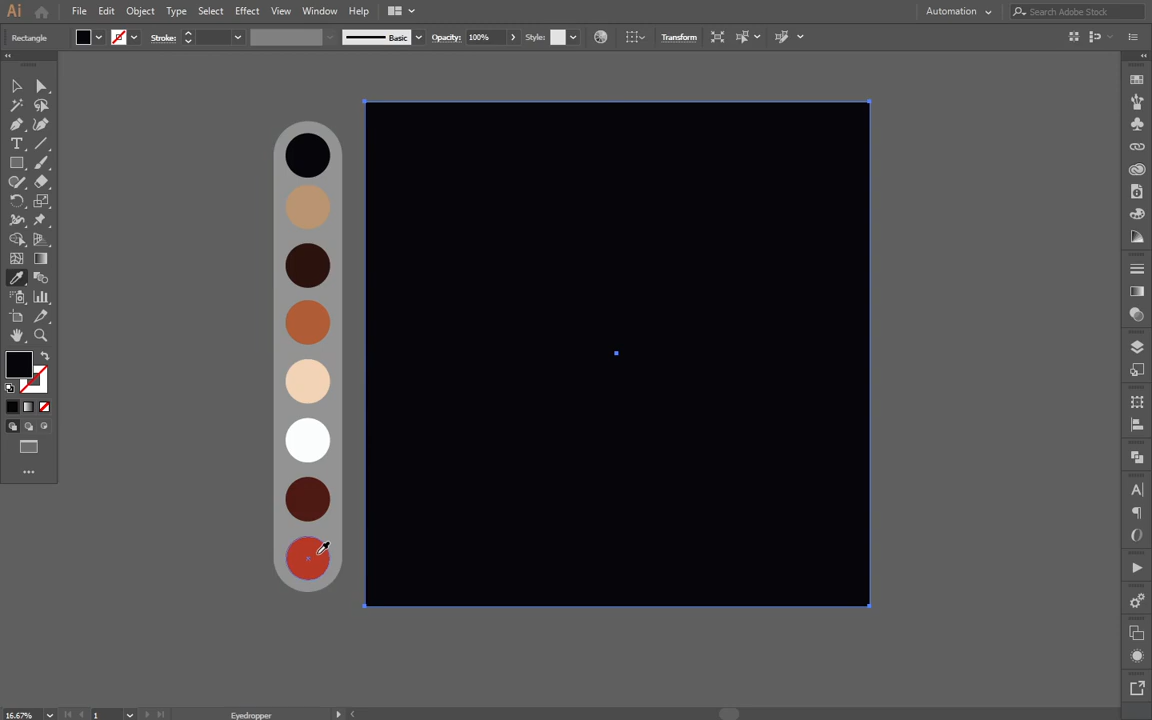 Ai File Edit Object Type Select Effect View Window Help Automation Search Adobe Stock
Rectangle Stroke: Basic Opacity: 100% Style: Transform
16.67% 1 Eyedropper